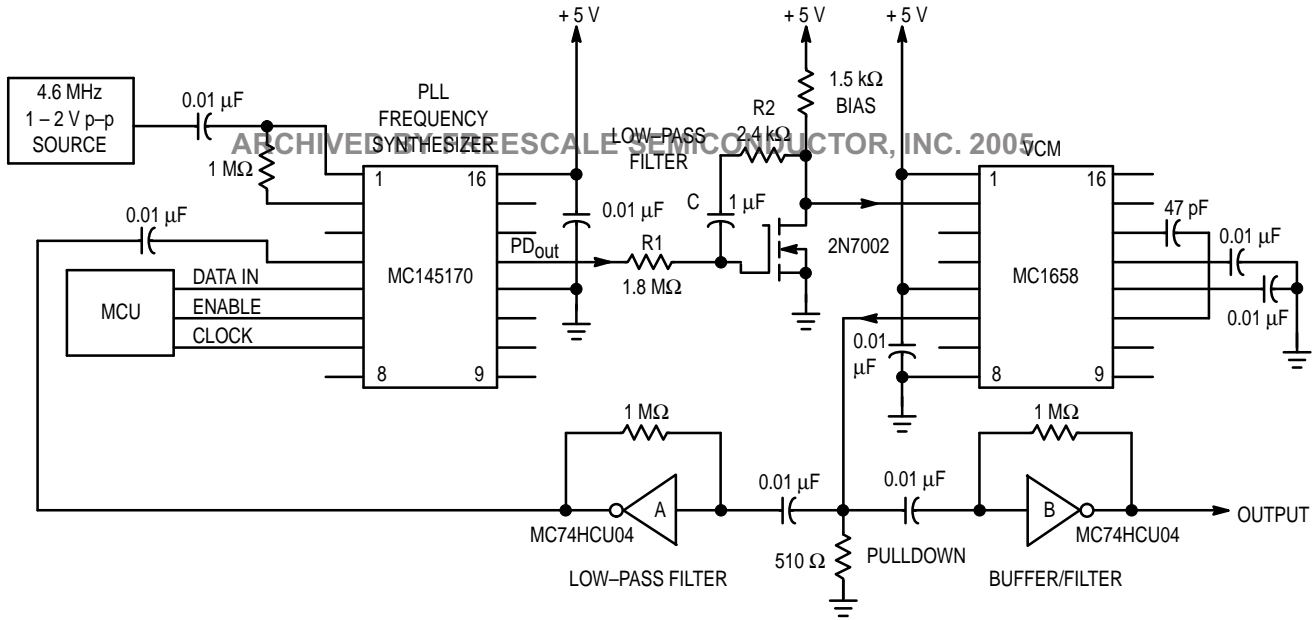 + 5 V
+ 5 V
+ 5 V
4.6 MHz
1 – 2 V p–p
SOURCE
0.01 µF
1 MΩ
PLL
FREQUENCY
SYNTHESIZER
ARCHIVED BY FREESCALE SEMICONDUCTOR, INC. 2005
LOW–PASS
FILTER
R2
2.4 kΩ
1.5 kΩ
BIAS
VCM
1
16
1
16
0.01 µF
0.01 µF
C
1 µF
47 pF
0.01 µF
PDout
R1
1.8 MΩ
2N7002
MC145170
MC1658
MCU
DATA IN
ENABLE
CLOCK
0.01 µF
0.01
µF
8
9
8
9
1 MΩ
1 MΩ
0.01 µF
0.01 µF
A
B
OUTPUT
MC74HCU04
MC74HCU04
510 Ω
PULLDOWN
LOW–PASS FILTER
BUFFER/FILTER